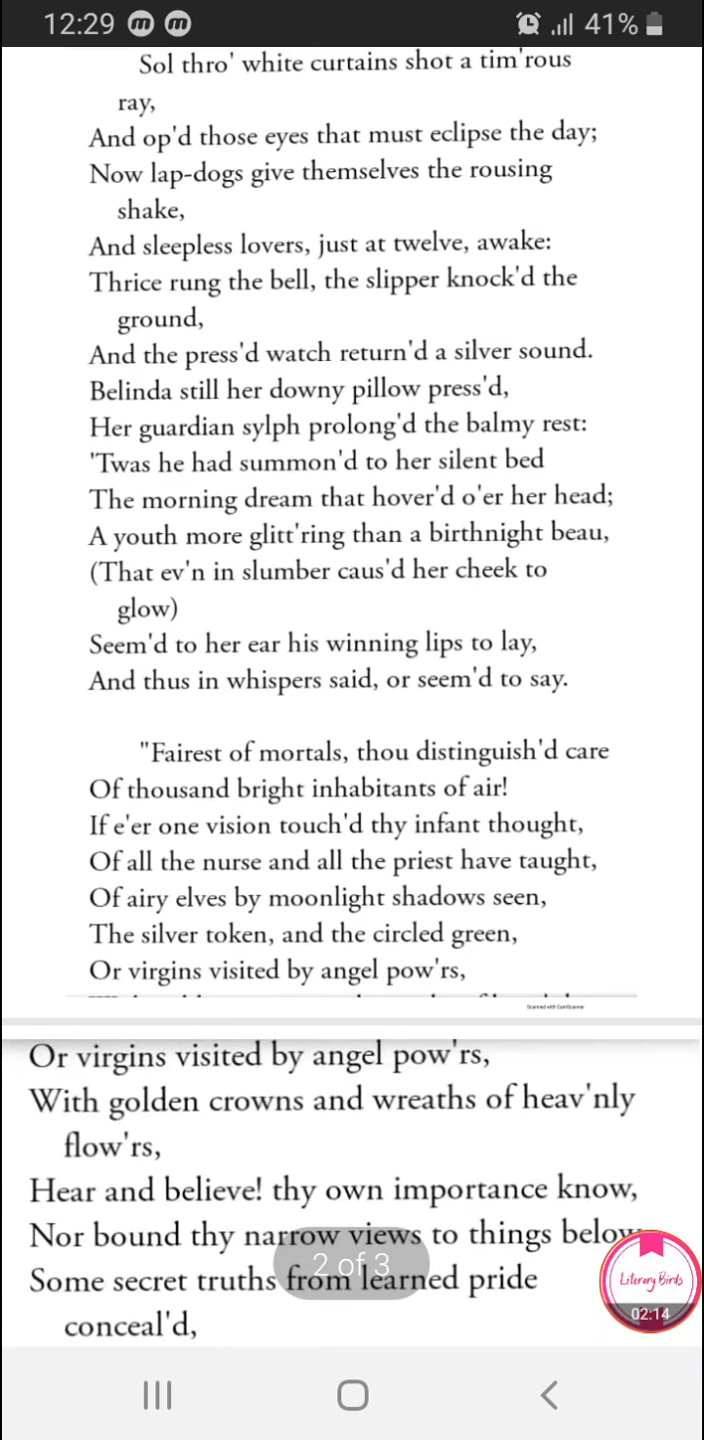 12:29
41%
Sol thro' white curtains shot a tim'rous
ray,
And op'd those eyes that must eclipse the day;
Now lap-dogs give themselves the rousing
shake,
And sleepless lovers, just at twelve, awake:
Thrice rung the bell, the slipper knock'd the
ground,
And the press'd watch return'd a silver sound.
Belinda still her downy pillow press'd,
Her guardian sylph prolong'd the balmy rest:
'Twas he had summon'd to her silent bed
The morning dream that hover'd o'er her head;
A youth more glitt'ring than a birthnight beau,
(That ev'n in slumber caus'd her cheek to
glow)
Seem'd to her ear his winning lips to lay,
And thus in whispers said, or seem'd to say.
"Fairest of mortals, thou distinguish'd care
Of thousand bright inhabitants of air!
If e'er one vision touch'd thy infant thought,
Of all the nurse and all the priest have taught,
Of airy elves by moonlight shadows seen,
The silver token, and the circled green,
Or virgins visited by angel pow'rs,
Scanned with CamScanner
Or virgins visited by angel pow'rs,
With golden crowns and wreaths of heav'nly
flow'rs,
Hear and believe! thy own importance know,
Nor bound thy narrow views to things below
2 of 3
Some secret truths from learned pride
conceal'd,
Literary Birds
02:14